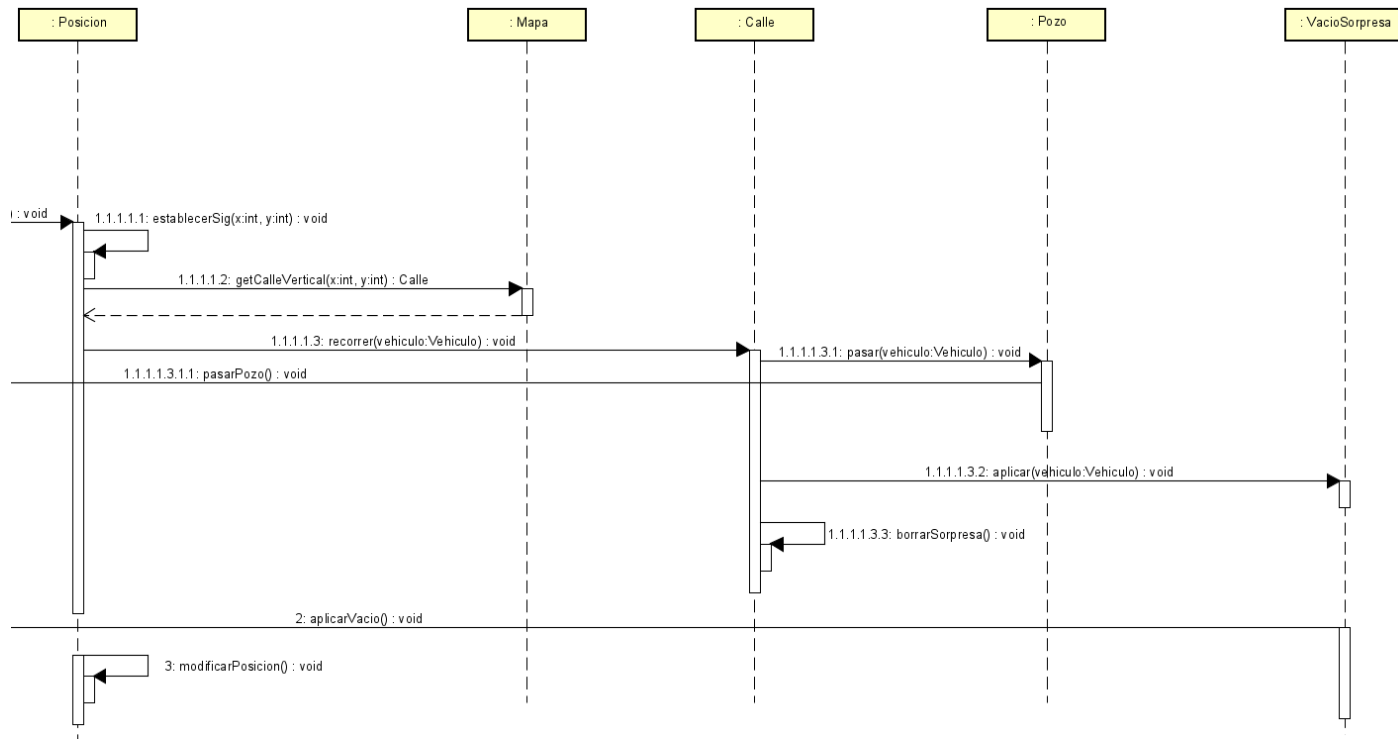 : Posicion
: Mapa
: Calle
: Pozo
: VacioSorpresa
) : void
1.1.1.1.1: establecerSig(x:int, y:int) : void
1.1.1.1.2: getCalleVertical(x:int, y:int) : Calle
1.1.1.1.3: recorrer(vehiculo:Vehiculo) : void
1.1.1.1.3.1: pasar(vehiculo:Vehiculo) : void
1.1.1.1.3.1.1: pasarPozo() : void
1.1.1.1.3.2: aplicar(vehiculo:Vehiculo) : void
1.1.1.1.3.3: borrarSorpresa() : void
2: aplicarVacio() : void
3: modificarPosicion() : void